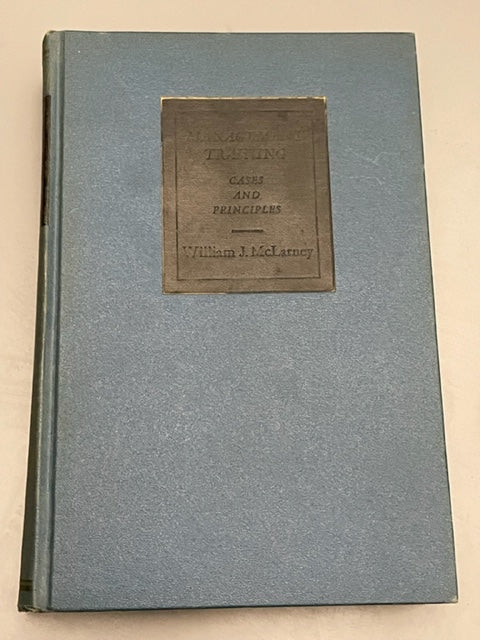 MANAGEMENT
TRAINING
CASES
AND
PRINCIPLES
William J. McLarney